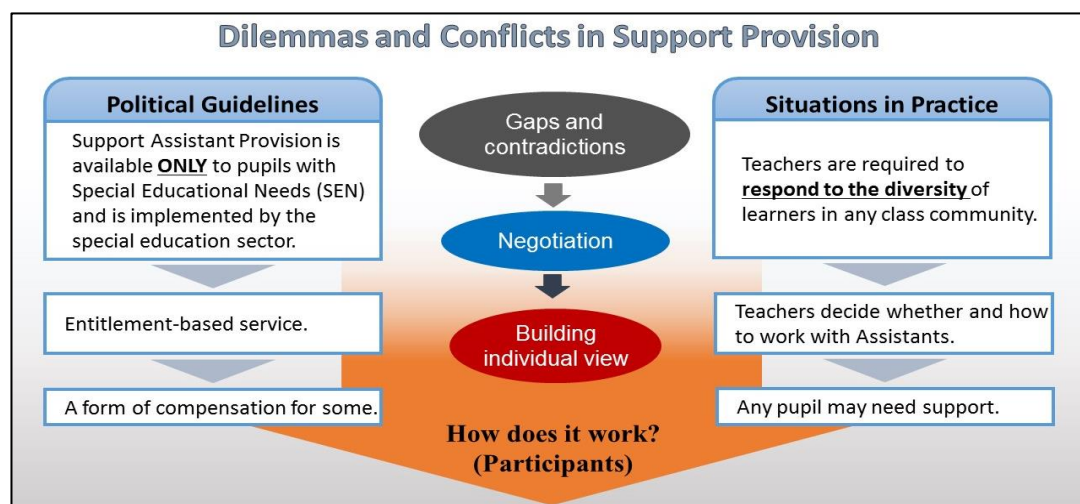 Dilemmas and Conflicts in Support Provision
Political Guidelines
Support Assistant Provision is
available ONLY to pupils with
Special Educational Needs (SEN)
and is implemented by the
special education sector.
Entitlement-based service.
A form of compensation for some.
Gaps and
contradictions
Negotiation
Building
individual view
How does it work?
(Participants)
Situations in Practice
Teachers are required to
respond to the diversity of
learners in any class community.
Teachers decide whether and how
to work with Assistants.
Any pupil may need support.